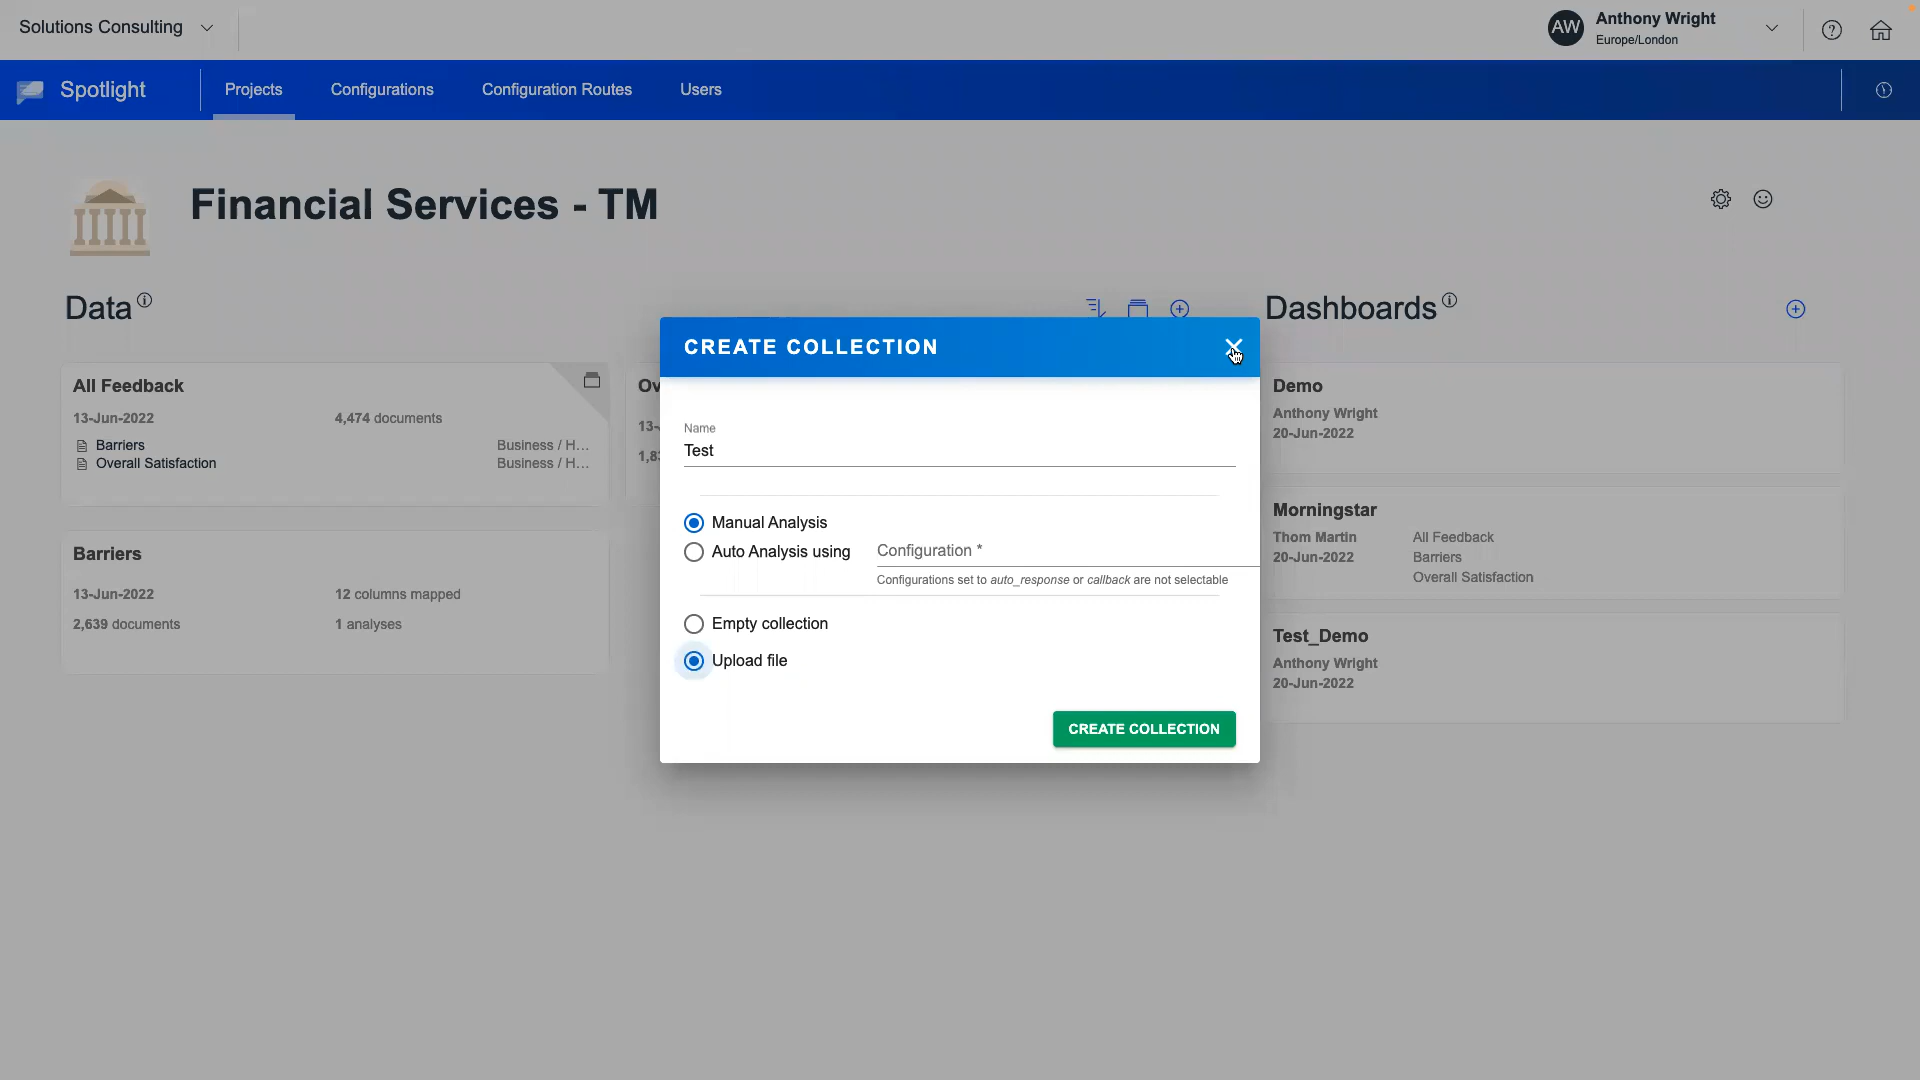 Solutions Consulting
AW
Anthony Wright
Europe/London
Spotlight
Projects
Configurations
Configuration Routes
Users
Financial Services - TM
Data
Dashboards
CREATE COLLECTION
Name
Test
Manual Analysis
Auto Analysis using
Configuration *
Configurations set to auto_response or callback are not selectable
Empty collection
Upload file
CREATE COLLECTION
All Feedback
13-Jun-2022
4,474 documents
Barriers
Business / H...
Overall Satisfaction
Business / H...
Barriers
13-Jun-2022
12 columns mapped
2,639 documents
1 analyses
Demo
Anthony Wright
20-Jun-2022
Morningstar
Thom Martin
All Feedback
20-Jun-2022
Barriers
Overall Satisfaction
Test_Demo
Anthony Wright
20-Jun-2022